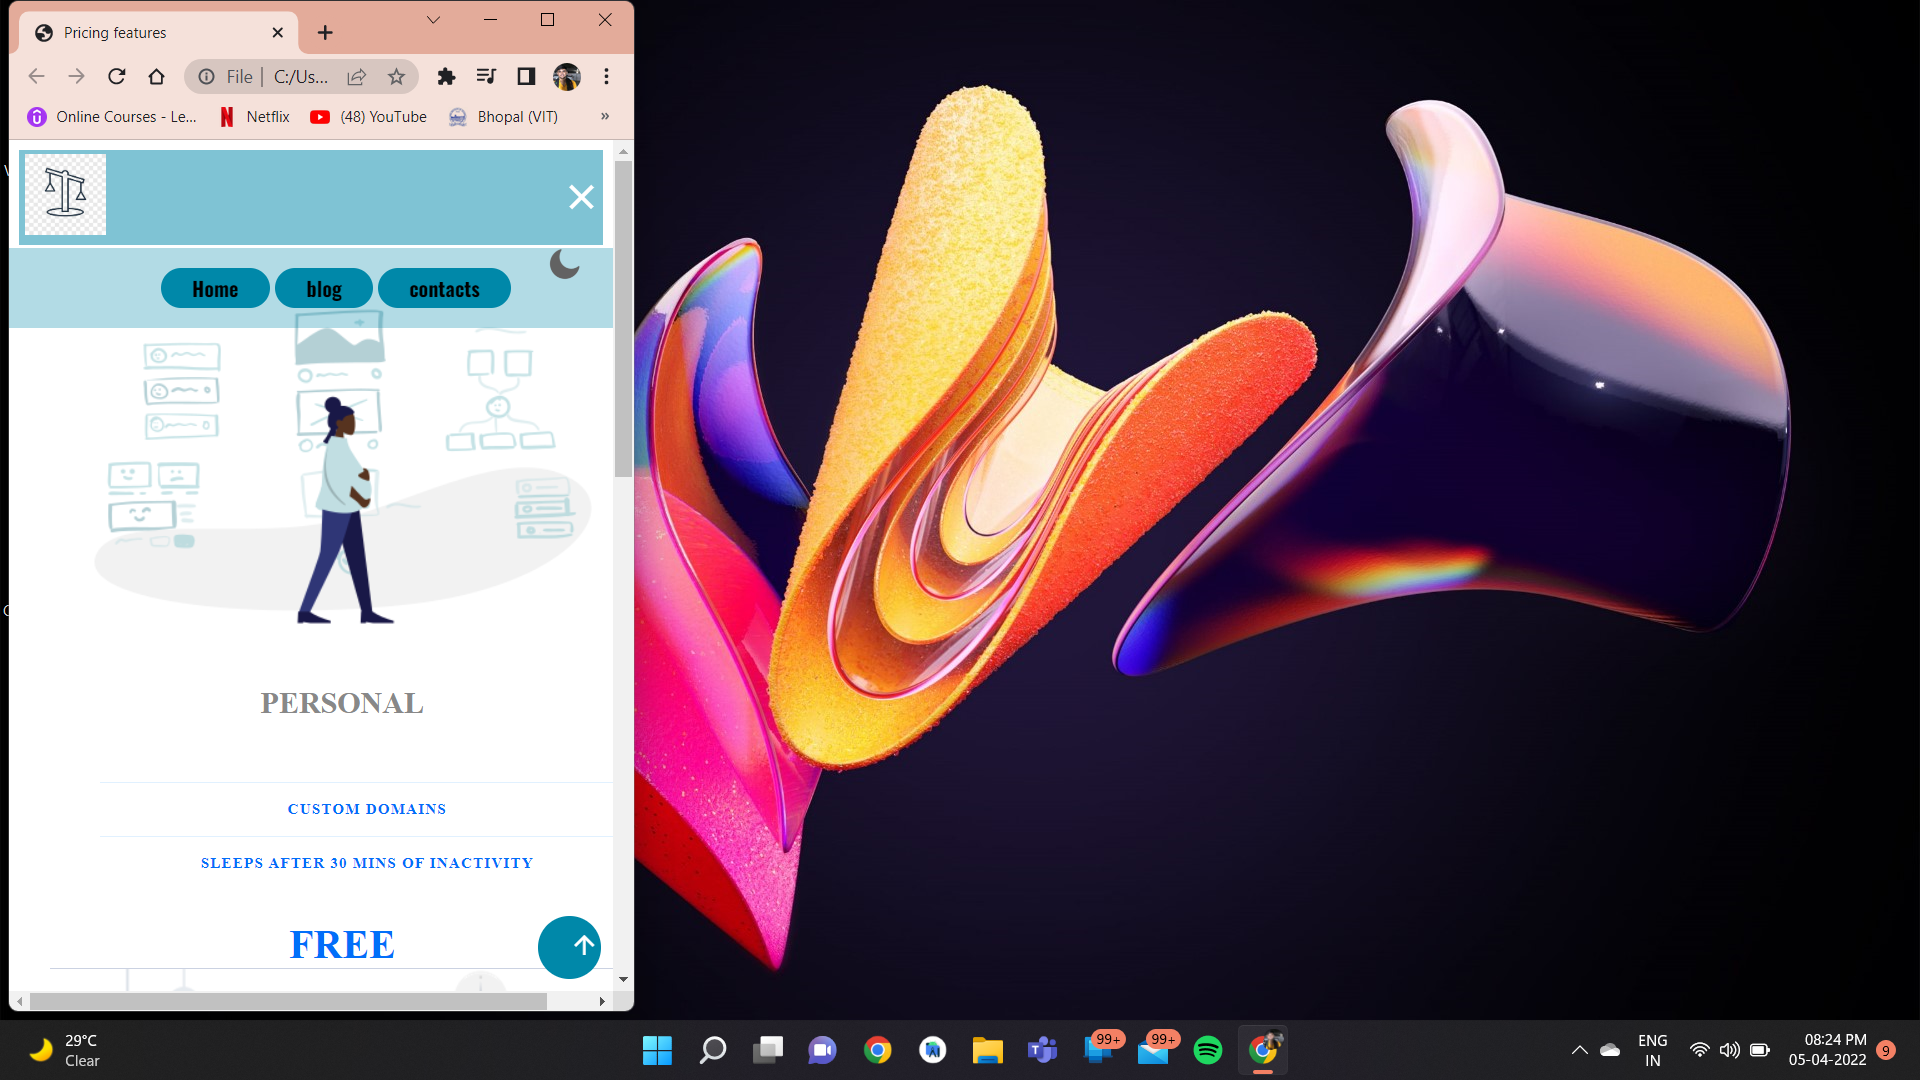 Pricing features
File
C:/Us...
Online Courses - Le...
Netflix
(48) YouTube
Bhopal (VIT)
»
Home
blog
contacts
PERSONAL
CUSTOM DOMAINS
SLEEPS AFTER 30 MINS OF INACTIVITY
FREE
29°C
Clear
99+
99+
ENG
IN
08:24 PM
05-04-2022
9